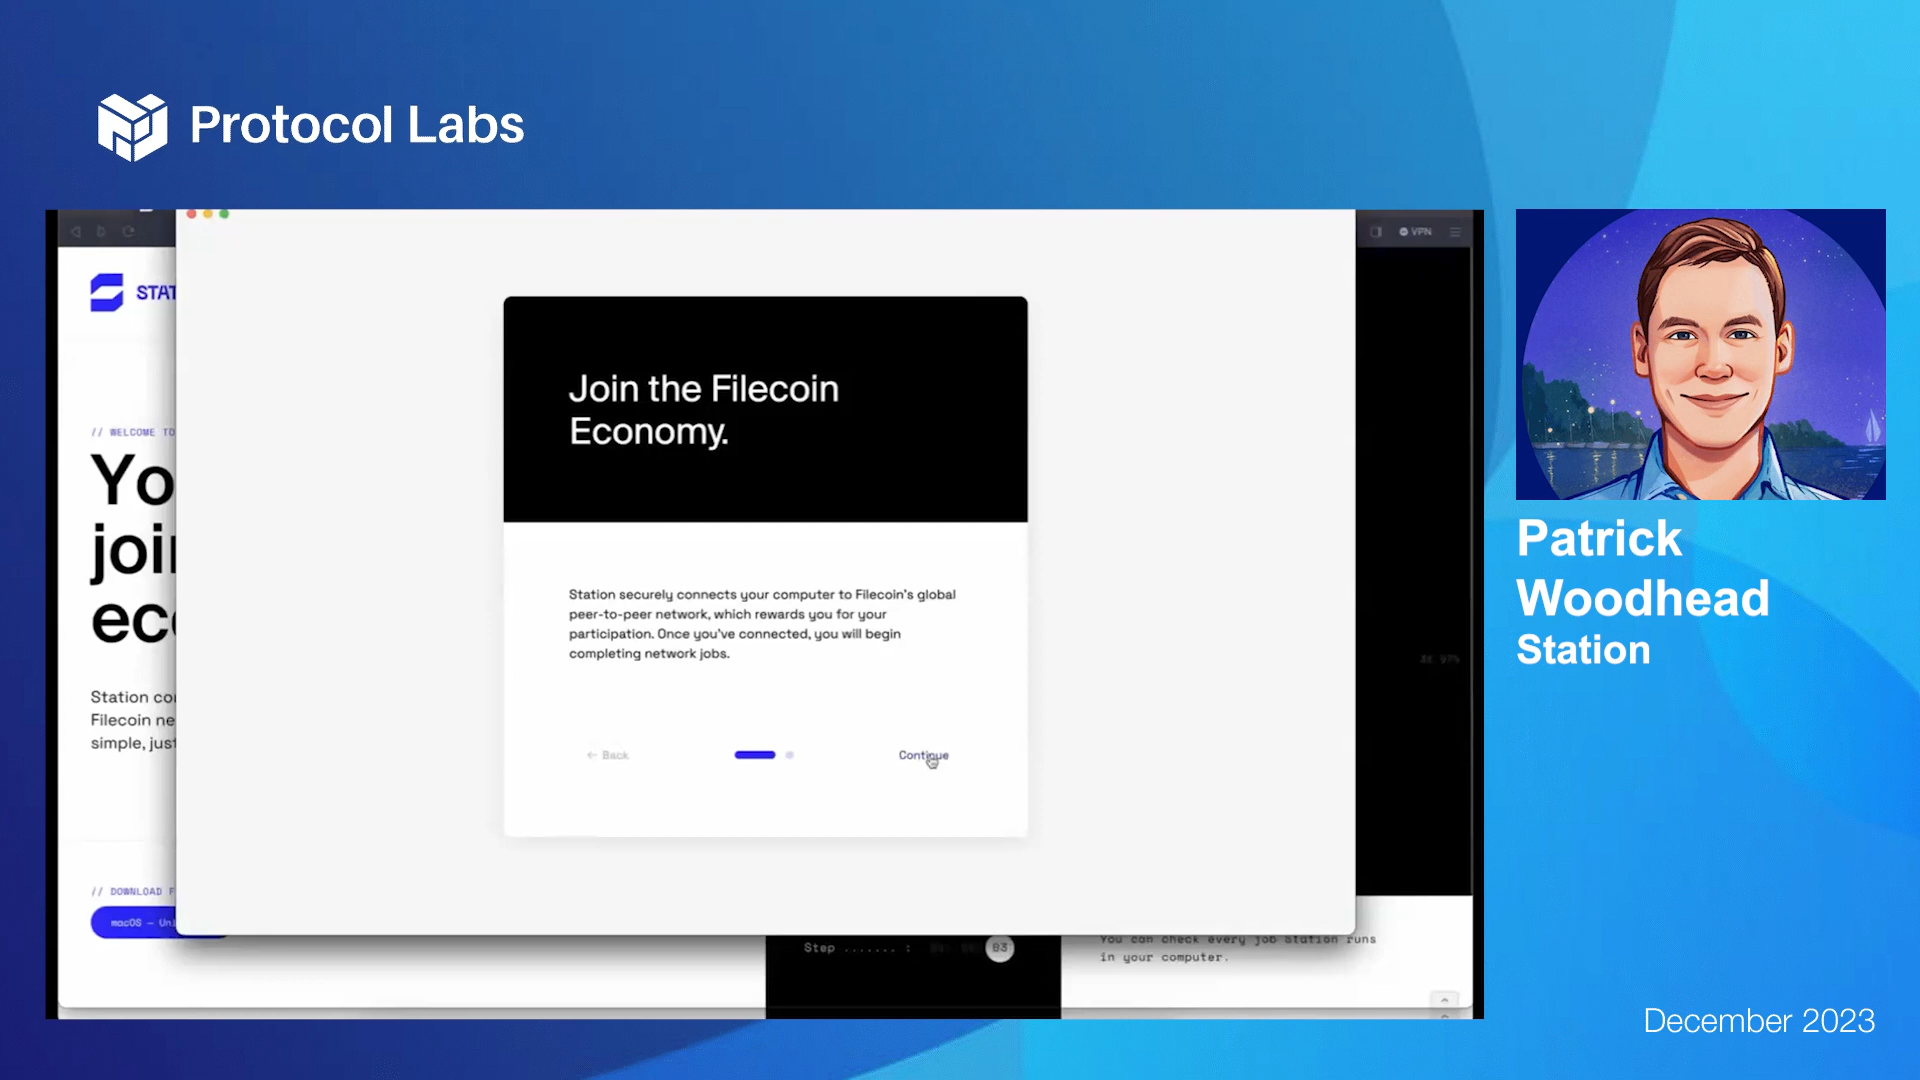 Protocol Labs
VPN
STAT
Join the Filecoin
Economy.
// WELCOME TO
Yo
joi
ec
Station securely connects your computer to Filecoin's global
peer-to-peer network, which rewards you for your
participation. Once you've connected, you will begin
completing network jobs.
Station co
Filecoin ne
simple, just
← Back
Continue
// DOWNLOAD F
macOS — Uni
Step ....... :
03
You can check every job Station runs
in your computer.
Patrick
Woodhead
Station
December 2023